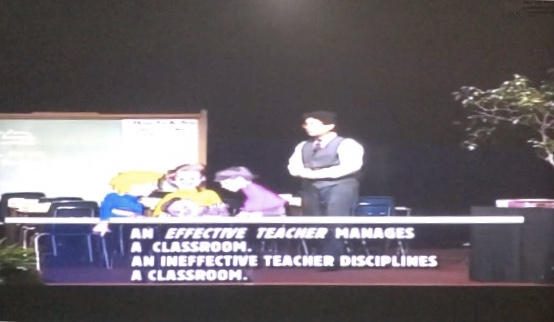 AN EFFECTIVE TEACHER MANAGES
A CLASSROOM.
AN INEFFECTIVE TEACHER DISCIPLINES
A CLASSROOM.